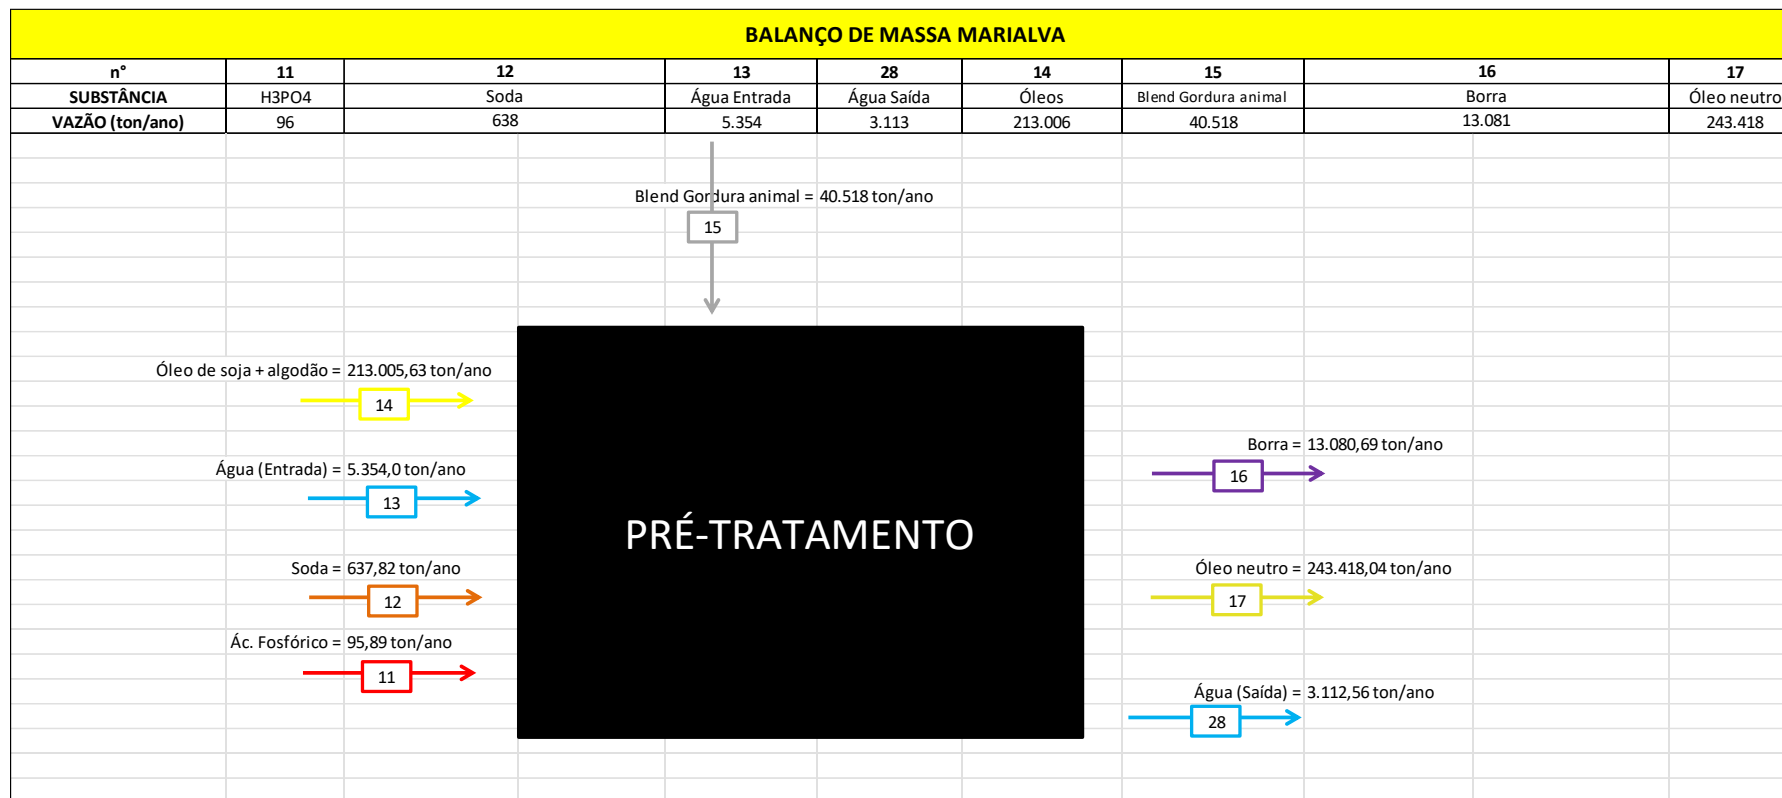 BALANÇO DE MASSA MARIALVA
n° 11 12 13 28 14 15 16 17
SUBSTÂNCIA H3PO4 Soda Água Entrada Água Saída Óleos Blend Gordura animal Borra Óleo neutro
VAZÃO (ton/ano) 96 638 5.354 3.113 213.006 40.518 13.081 243.418
Blend Gordura animal = 40.518 ton/ano
15
Óleo de soja + algodão = 213.005,63 ton/ano
14
Água (Entrada) = 5.354,0 ton/ano
13
Soda = 637,82 ton/ano
12
Ác. Fosfórico = 95,89 ton/ano
11
PRÉ-TRATAMENTO
Borra = 13.080,69 ton/ano
16
Óleo neutro = 243.418,04 ton/ano
17
Água (Saída) = 3.112,56 ton/ano
28